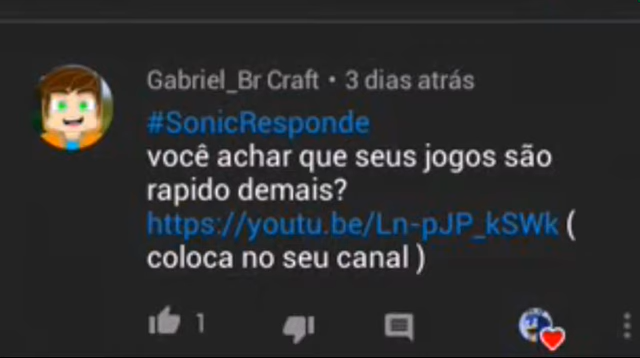 Gabriel_Br Craft • 3 dias atrás
#SonicResponde
você achar que seus jogos são
rapido demais?
https://youtu.be/Ln-pJP_kSWk (
coloca no seu canal )
1